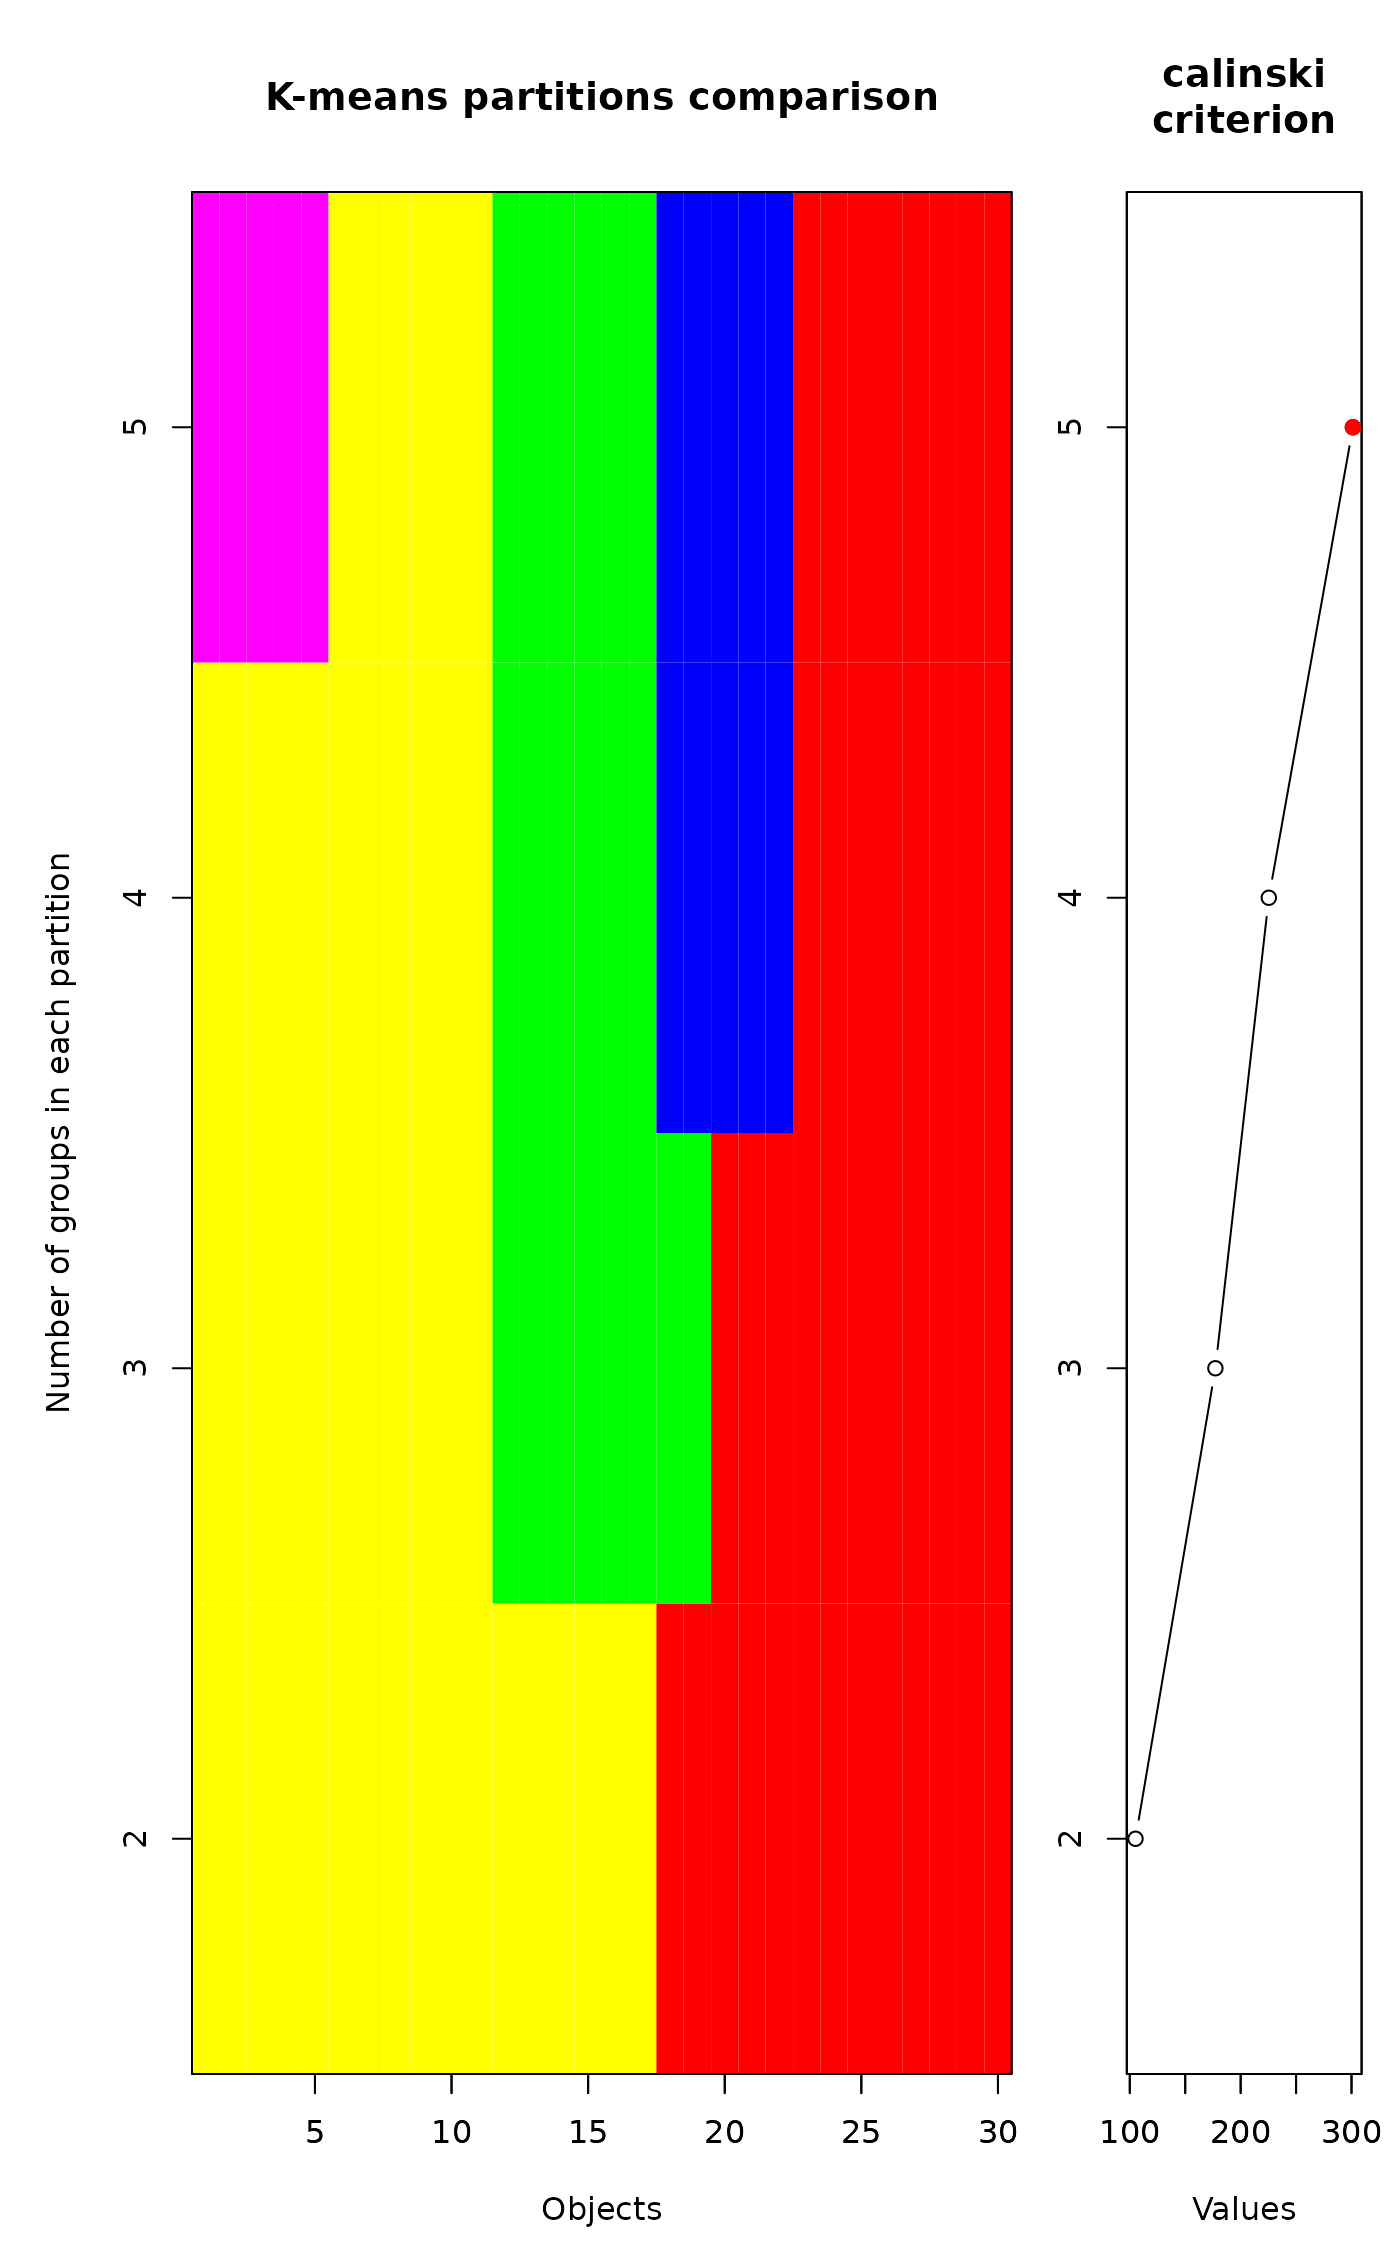 K-means partitions comparison
calinski
criterion
Number of groups in each partition
5
4
3
2
5
4
3
2
5 10 15 20 25 30
100 200 300
Objects
Values